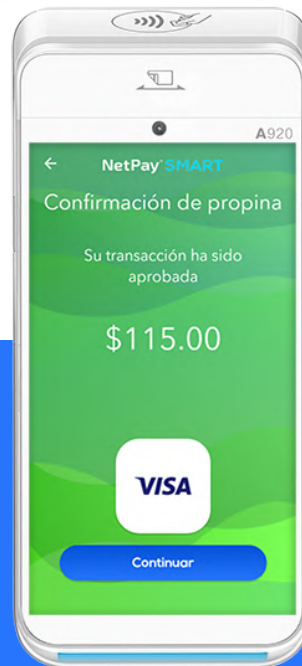 A920
NetPay SMART
Confirmación de propina
Su transacción ha sido
aprobada
$115.00
VISA
Continuar